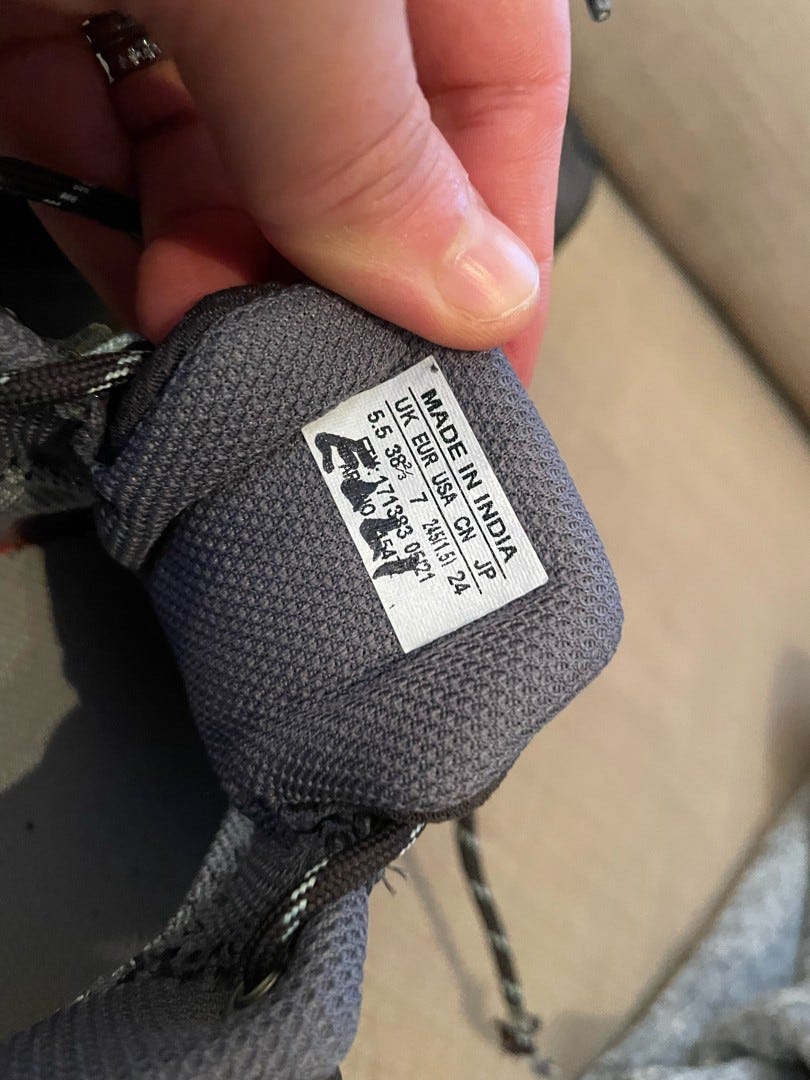 MADE IN INDIA
UK EUR USA CN JP
5.5 38⅔ 7 245(1.5) 24
171383 05/21